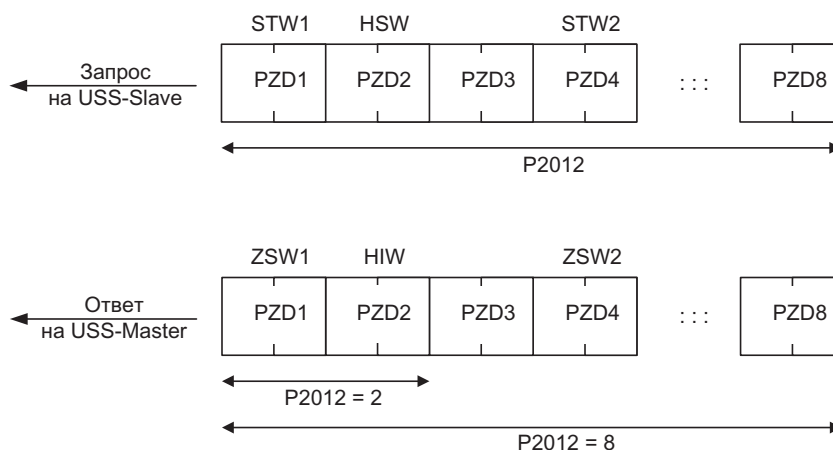 STW1 HSW STW2
Запрос
на USS-Slave
PZD1 PZD2 PZD3 PZD4 : : : PZD8
P2012
ZSW1 HIW ZSW2
Ответ
на USS-Master
PZD1 PZD2 PZD3 PZD4 : : : PZD8
P2012 = 2
P2012 = 8